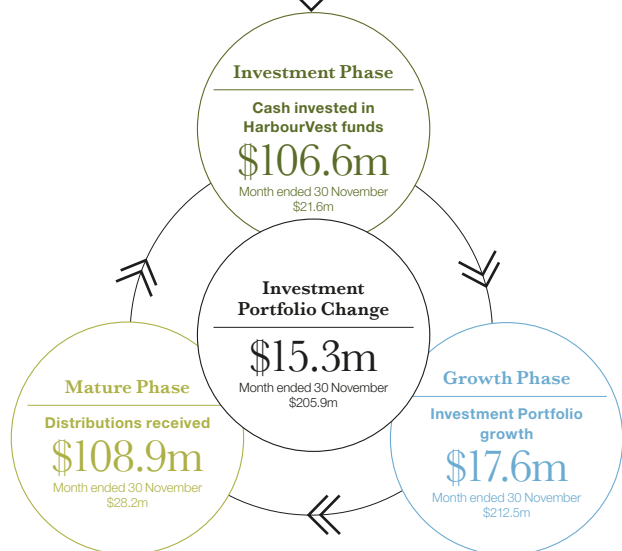 Investment Phase
Cash invested in
HarbourVest funds
$106.6m
Month ended 30 November
$21.6m
Investment
Portfolio Change
$15.3m
Month ended 30 November
$205.9m
Mature Phase
Distributions received
$108.9m
Month ended 30 November
$28.2m
Growth Phase
Investment Portfolio
growth
$17.6m
Month ended 30 November
$212.5m